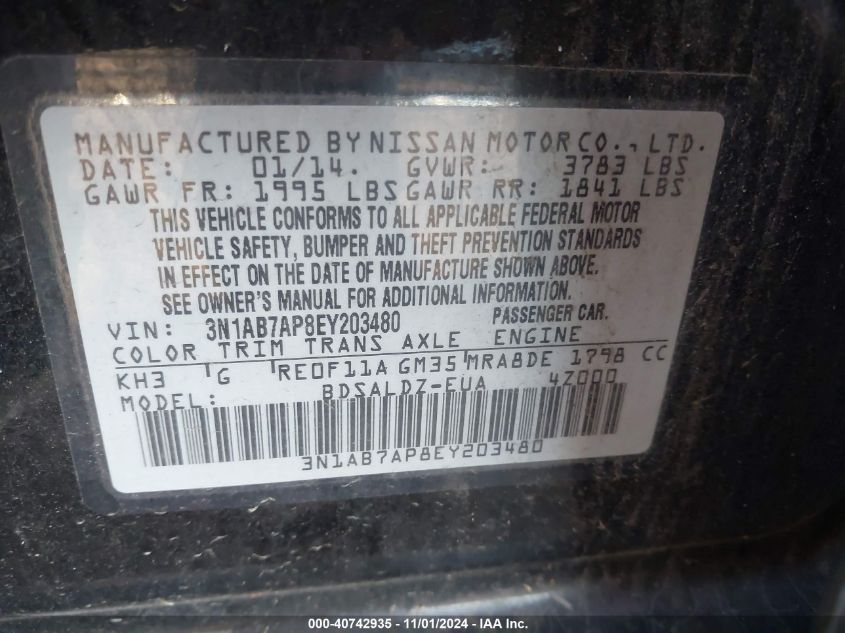 MANUFACTURED BY NISSAN MOTOR CO., LTD.
DATE: 01/14. GVWR: 3783 LBS
GAWR FR: 1995 LBS GAWR RR: 1841 LBS
THIS VEHICLE CONFORMS TO ALL APPLICABLE FEDERAL MOTOR
VEHICLE SAFETY, BUMPER AND THEFT PREVENTION STANDARDS
IN EFFECT ON THE DATE OF MANUFACTURE SHOWN ABOVE.
SEE OWNER'S MANUAL FOR ADDITIONAL INFORMATION.
VIN: 3N1AB7AP8EY203480 PASSENGER CAR.
COLOR TRIM TRANS AXLE ENGINE
KH3 G RE0F11A GM35 MRA8DE 1798 CC
MODEL: BDSALDZ-EUA 4Z000
3N1AB7AP8EY203480
000-40742935 - 11/01/2024 - IAA Inc.